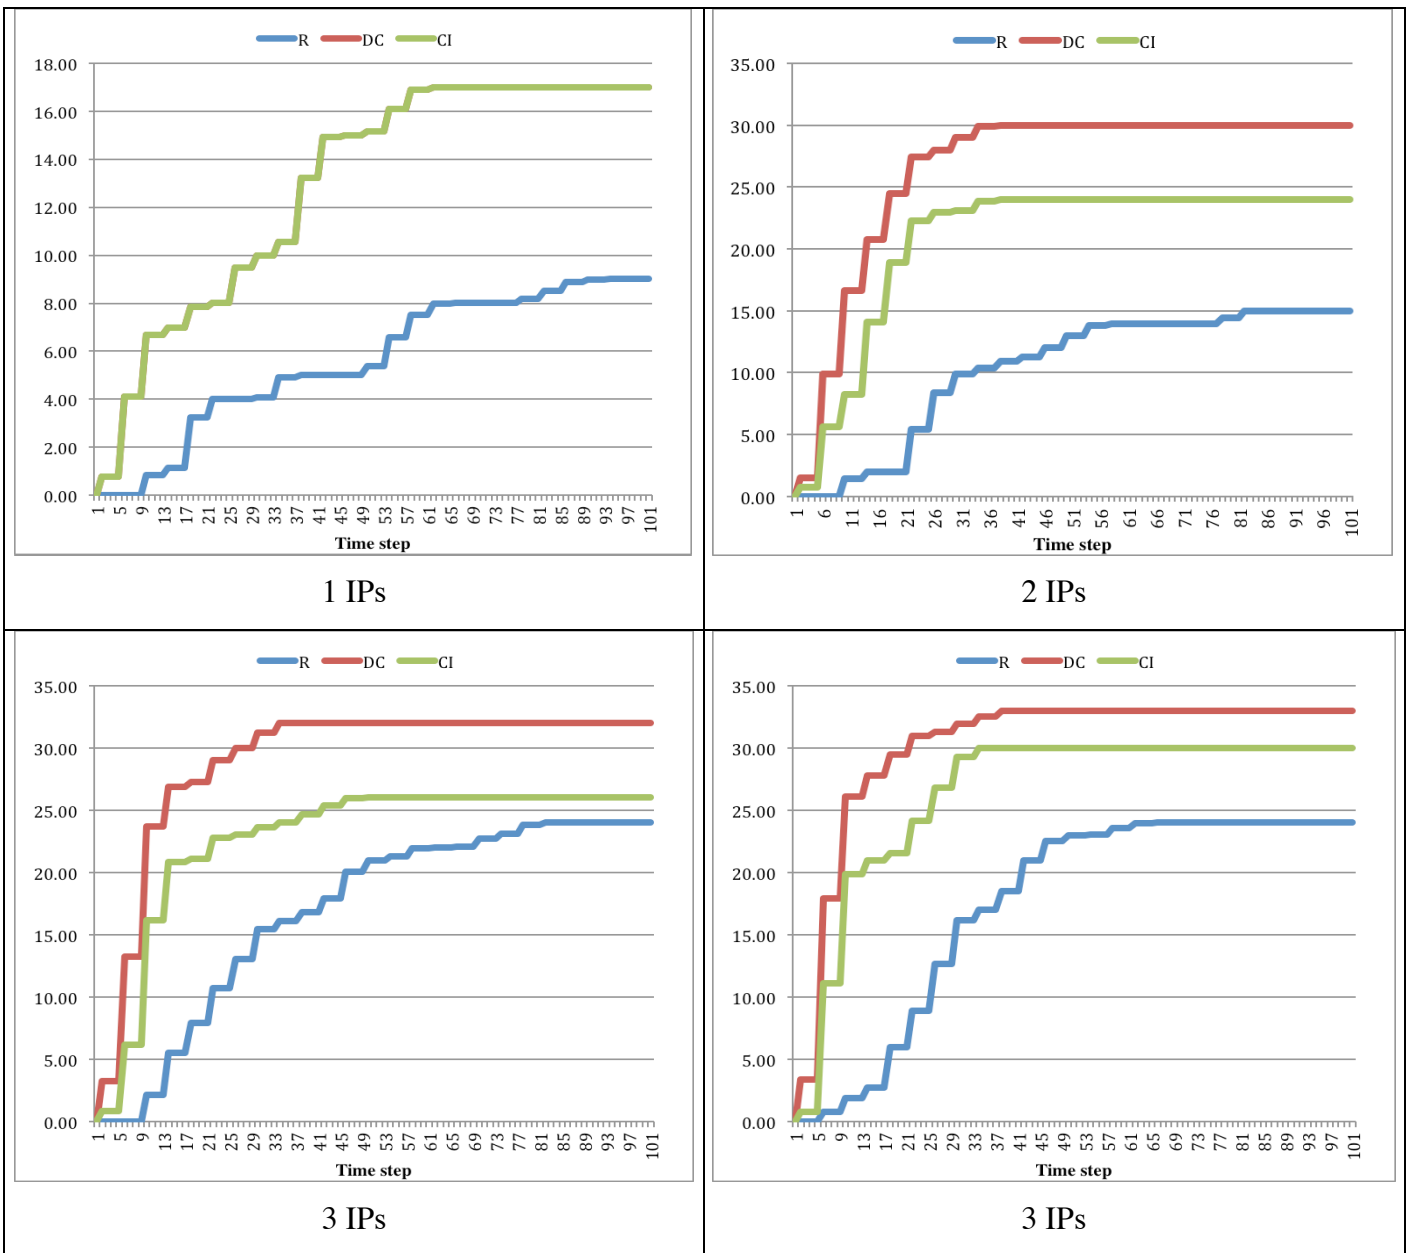 R DC CI
18.00
16.00
14.00
12.00
10.00
8.00
6.00
4.00
2.00
0.00
1 5 9 13 17 21 25 29 33 37 41 45 49 53 57 61 65 69 73 77 81 85 89 93 97 101
Time step
1 IPs
R DC CI
35.00
30.00
25.00
20.00
15.00
10.00
5.00
0.00
1 6 11 16 21 26 31 36 41 46 51 56 61 66 71 76 81 86 91 96 101
Time step
2 IPs
R DC CI
35.00
30.00
25.00
20.00
15.00
10.00
5.00
0.00
1 5 9 13 17 21 25 29 33 37 41 45 49 53 57 61 65 69 73 77 81 85 89 93 97 101
Time step
3 IPs
R DC CI
35.00
30.00
25.00
20.00
15.00
10.00
5.00
0.00
1 5 9 13 17 21 25 29 33 37 41 45 49 53 57 61 65 69 73 77 81 85 89 93 97 101
Time step
3 IPs